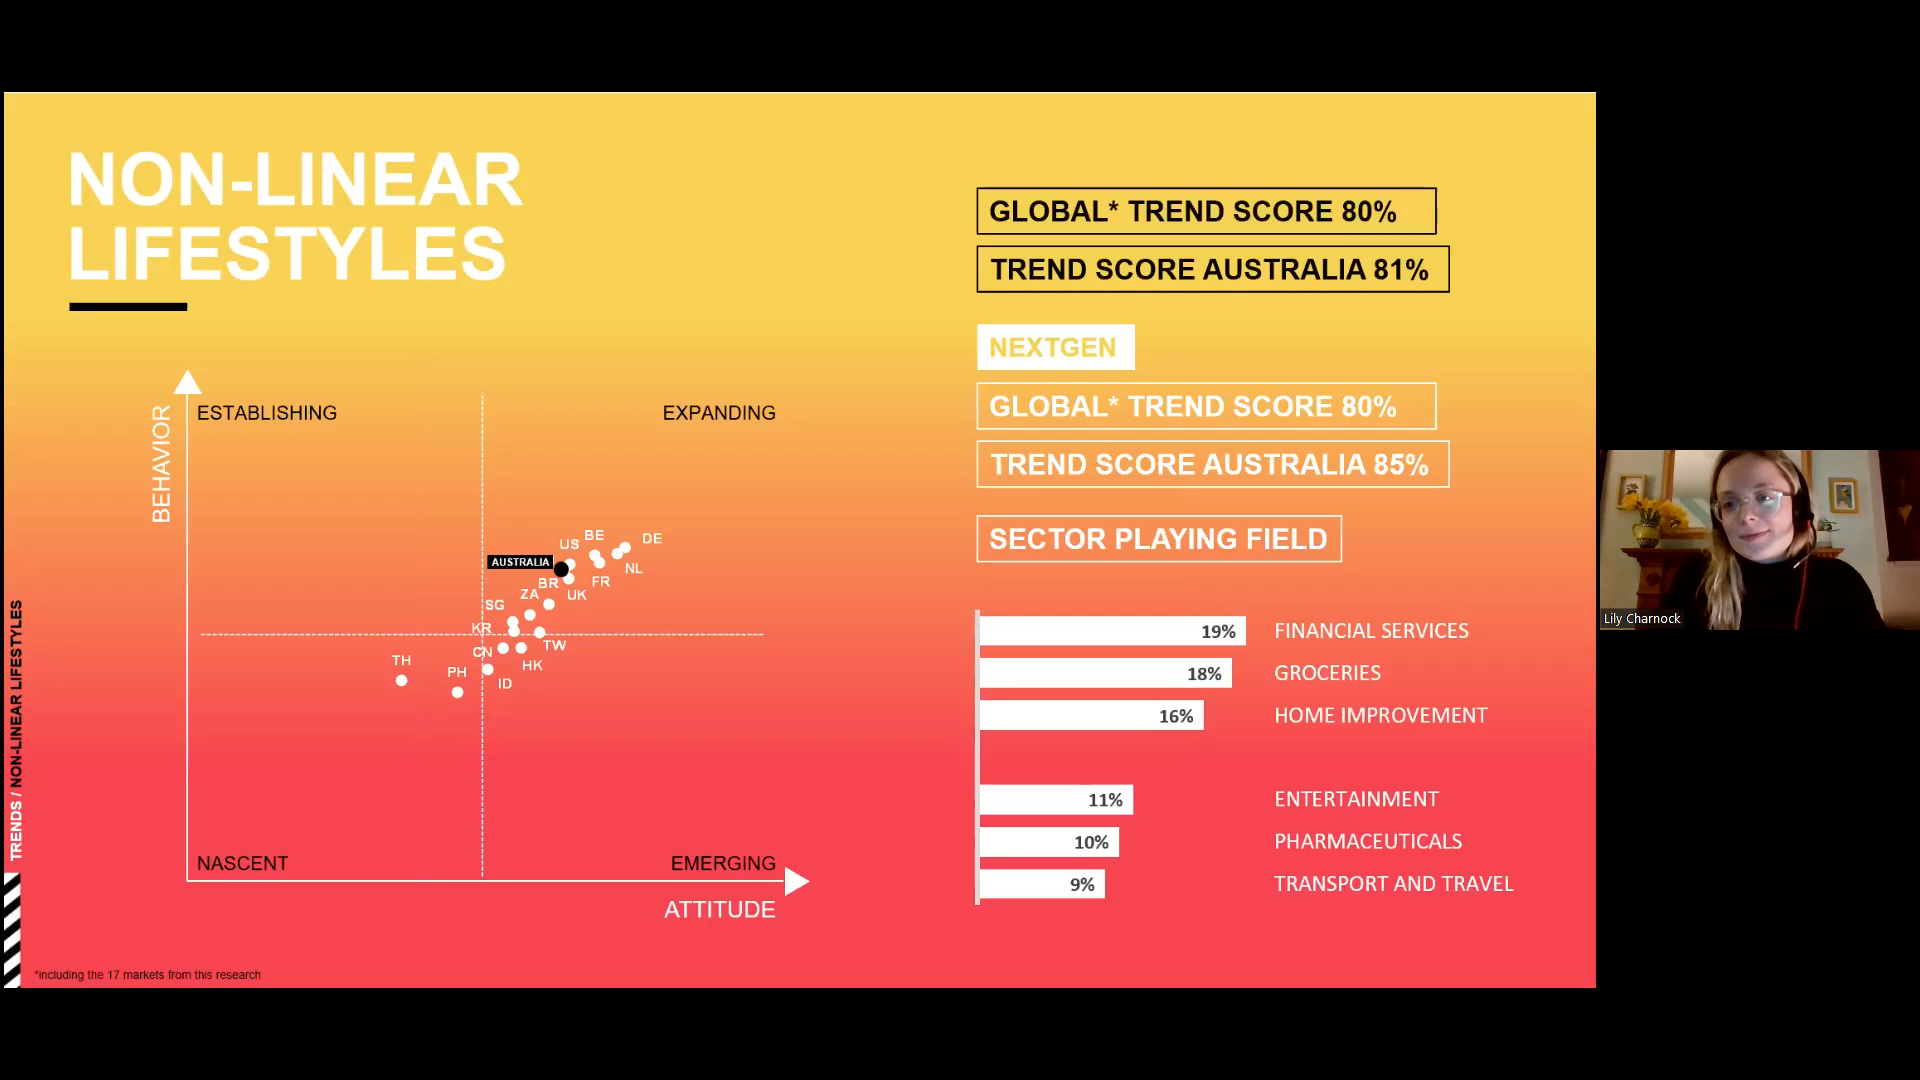 NON-LINEAR
LIFESTYLES
BEHAVIOR
ESTABLISHING
EXPANDING
US
BE
DE
AUSTRALIA
NL
BR
FR
ZA
UK
SG
KR
TW
CN
HK
TH
PH
ID
NASCENT
EMERGING
ATTITUDE
TRENDS / NON-LINEAR LIFESTYLES
*including the 17 markets from this research
GLOBAL* TREND SCORE 80%
TREND SCORE AUSTRALIA 81%
NEXTGEN
GLOBAL* TREND SCORE 80%
TREND SCORE AUSTRALIA 85%
SECTOR PLAYING FIELD
19% FINANCIAL SERVICES
18% GROCERIES
16% HOME IMPROVEMENT
11% ENTERTAINMENT
10% PHARMACEUTICALS
9% TRANSPORT AND TRAVEL
Lily Charnock